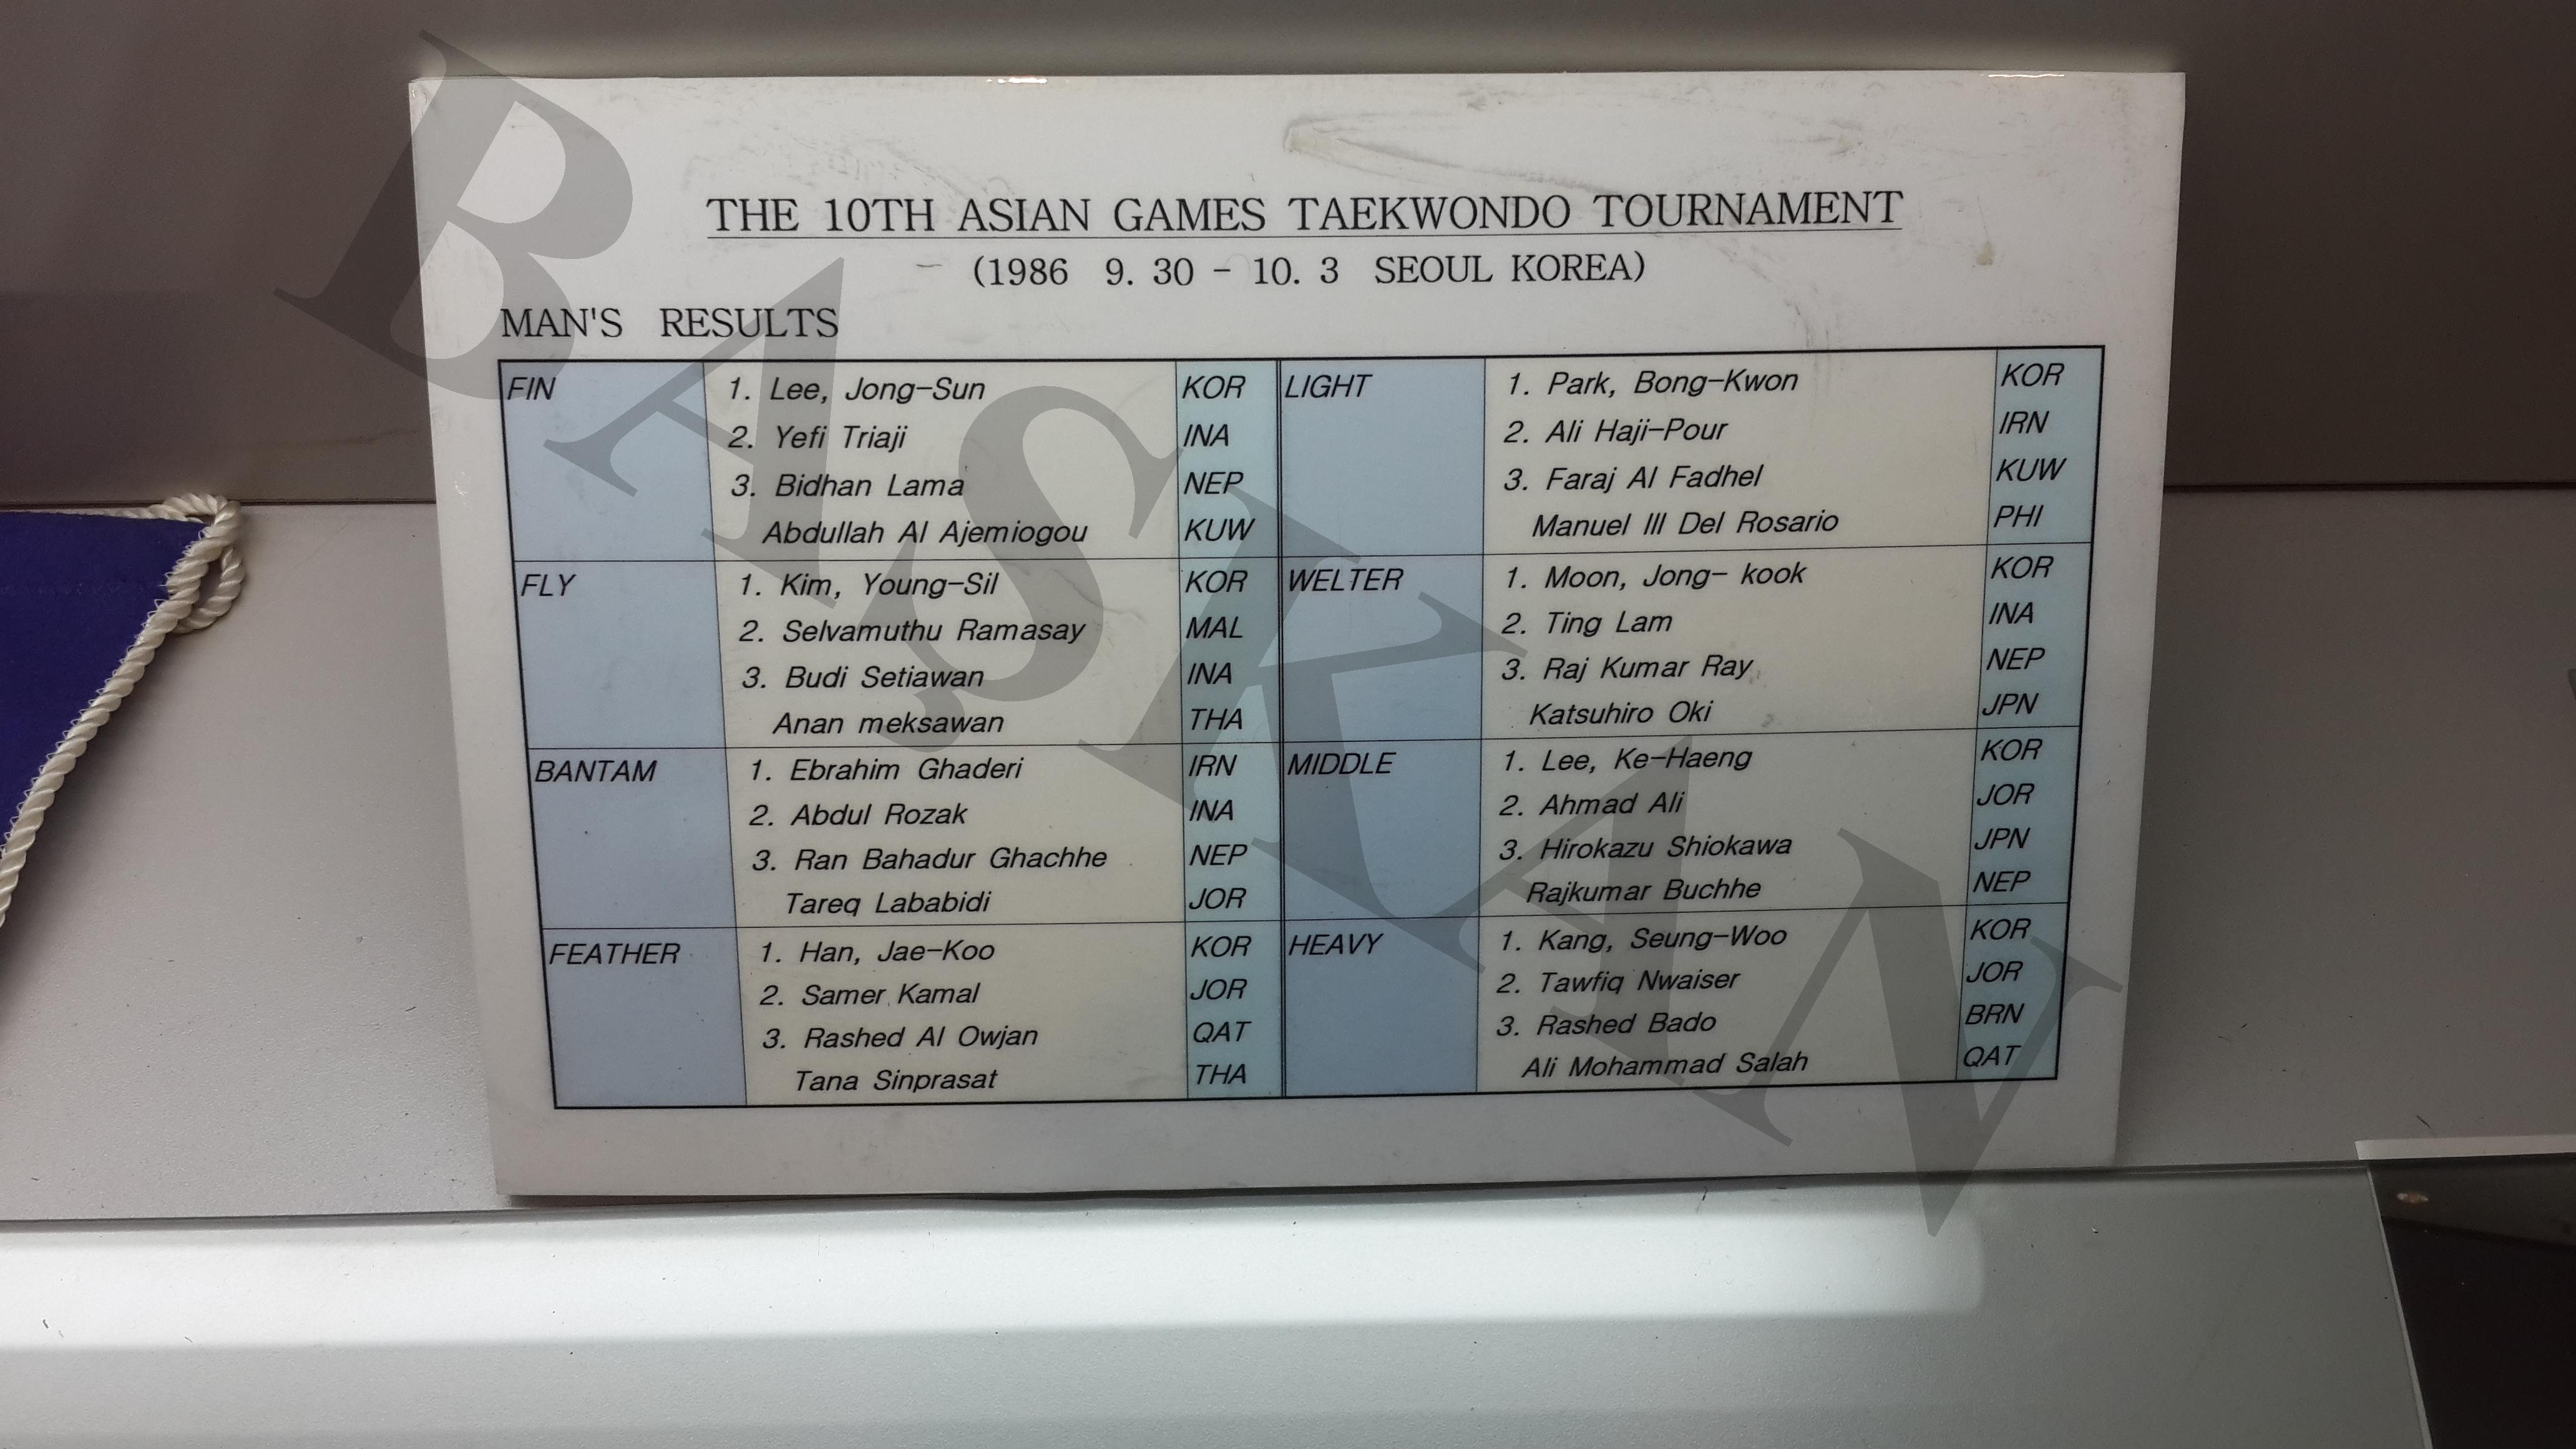 THE 10TH ASIAN GAMES TAEKWONDO TOURNAMENT
(1986 9. 30 - 10. 3 SEOUL KOREA)
MAN'S RESULTS
FIN
1. Lee, Jong-Sun KOR
2. Yefi Triaji INA
3. Bidhan Lama NEP
Abdullah Al Ajemiogou KUW
FLY
1. Kim, Young-Sil KOR
2. Selvamuthu Ramasay MAL
3. Budi Setiawan INA
Anan meksawan THA
BANTAM
1. Ebrahim Ghaderi IRN
2. Abdul Rozak INA
3. Ran Bahadur Ghachhe NEP
Tareq Lababidi JOR
FEATHER
1. Han, Jae-Koo KOR
2. Samer Kamal JOR
3. Rashed Al Owjan QAT
Tana Sinprasat THA
LIGHT
1. Park, Bong-Kwon KOR
2. Ali Haji-Pour IRN
3. Faraj Al Fadhel KUW
Manuel III Del Rosario PHI
WELTER
1. Moon, Jong- kook KOR
2. Ting Lam INA
3. Raj Kumar Ray NEP
Katsuhiro Oki JPN
MIDDLE
1. Lee, Ke-Haeng KOR
2. Ahmad Ali JOR
3. Hirokazu Shiokawa JPN
Rajkumar Buchhe NEP
HEAVY
1. Kang, Seung-Woo KOR
2. Tawfiq Nwaiser JOR
3. Rashed Bado BRN
Ali Mohammad Salah QAT
BASKAN